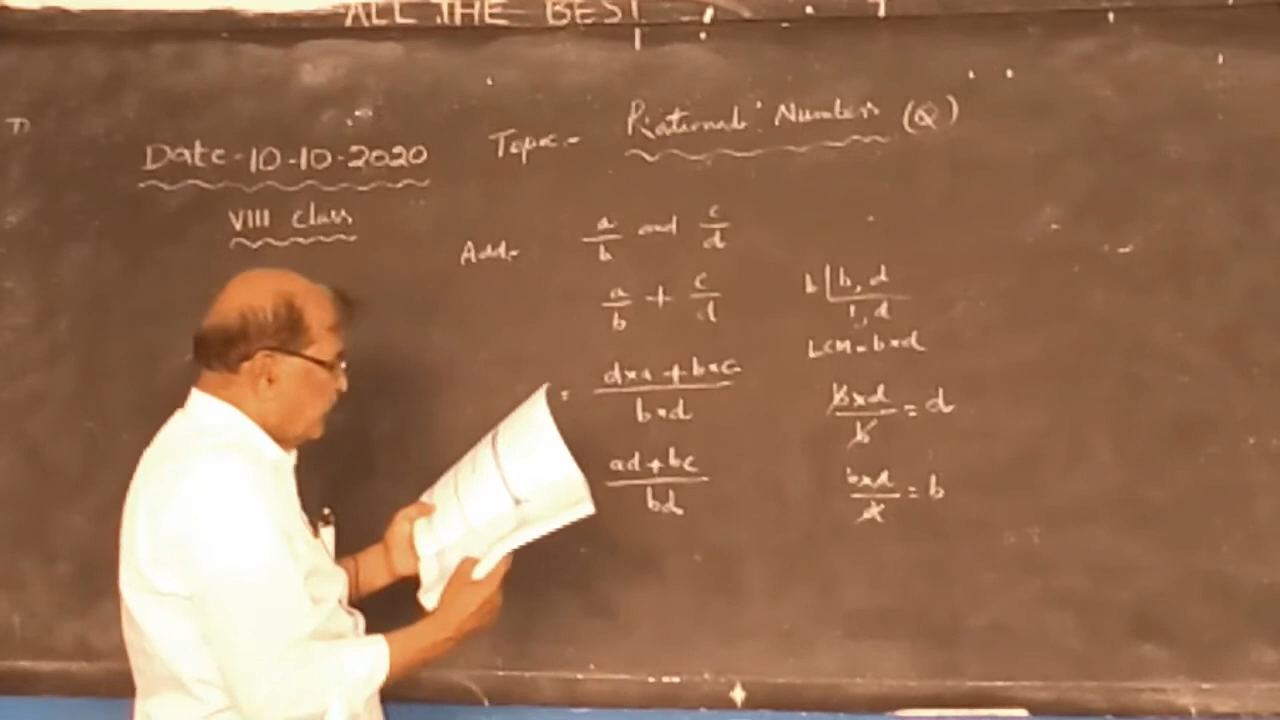 ALL THE BEST !
Date-10-10-2020
Topic:- Rational Numbers (Q)
VIII Class
Add:- a/b and c/d
a/b + c/d
= (d×a + b×c)/(b×d)
(ad+bc)/bd
b | b, d
1, d
LCM = b×d
(b×d)/b = d
(b×d)/d = b